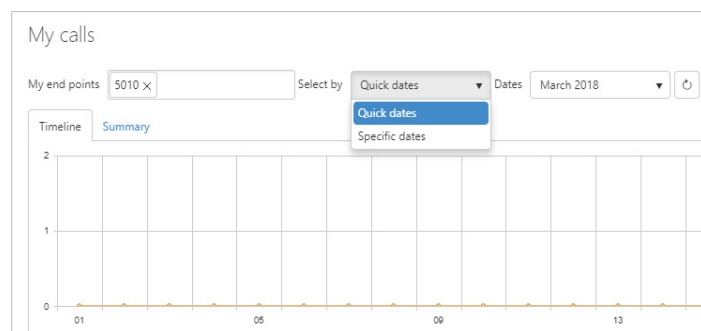 My calls
My end points 5010 × Select by Quick dates ▼ Dates March 2018 ▼
Quick dates
Specific dates
Timeline Summary
2
1
0
01 05 09 13